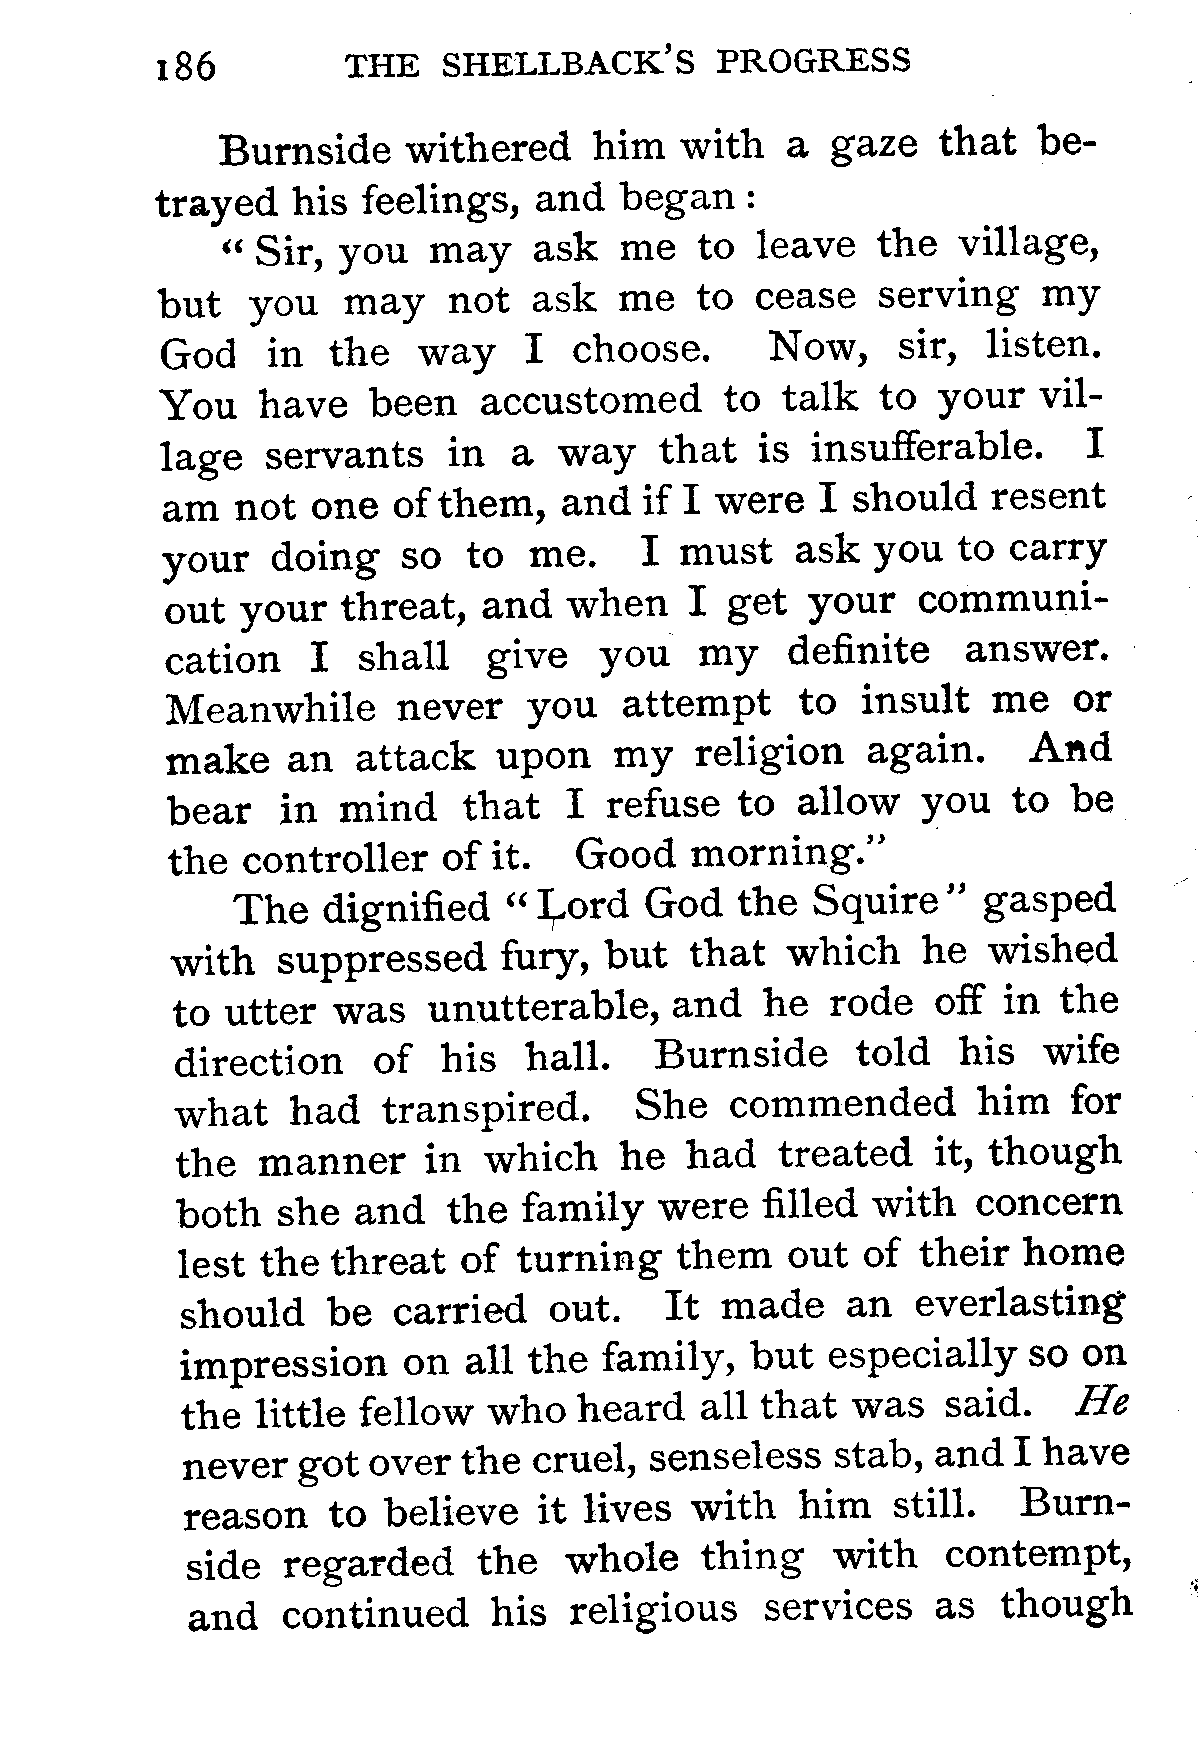 186 THE SHELLBACK'S PROGRESS
Burnside withered him with a gaze that be-
trayed his feelings, and began :
" Sir, you may ask me to leave the village,
but you may not ask me to cease serving my
God in the way I choose. Now, sir, listen.
You have been accustomed to talk to your vil-
lage servants in a way that is insufferable. I
am not one of them, and if I were I should resent
your doing so to me. I must ask you to carry
out your threat, and when I get your communi-
cation I shall give you my definite answer.
Meanwhile never you attempt to insult me or
make an attack upon my religion again. And
bear in mind that I refuse to allow you to be
the controller of it. Good morning."
The dignified " Lord God the Squire " gasped
with suppressed fury, but that which he wished
to utter was unutterable, and he rode off in the
direction of his hall. Burnside told his wife
what had transpired. She commended him for
the manner in which he had treated it, though
both she and the family were filled with concern
lest the threat of turning them out of their home
should be carried out. It made an everlasting
impression on all the family, but especially so on
the little fellow who heard all that was said. He
never got over the cruel, senseless stab, and I have
reason to believe it lives with him still. Burn-
side regarded the whole thing with contempt,
and continued his religious services as though